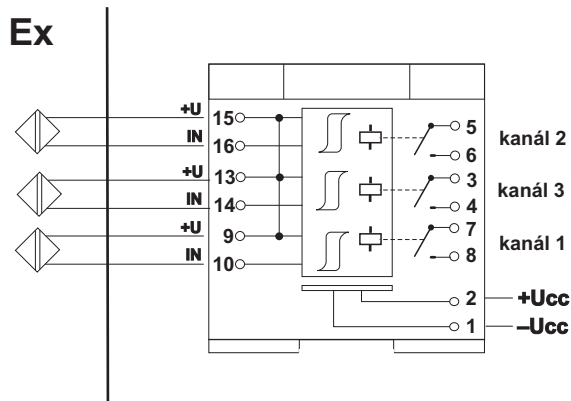 Ex
+U 15 5
IN 16 6 kanál 2
+U 13 3
IN 14 4 kanál 3
+U 9 7
IN 10 8 kanál 1
2 +Ucc
1 –Ucc